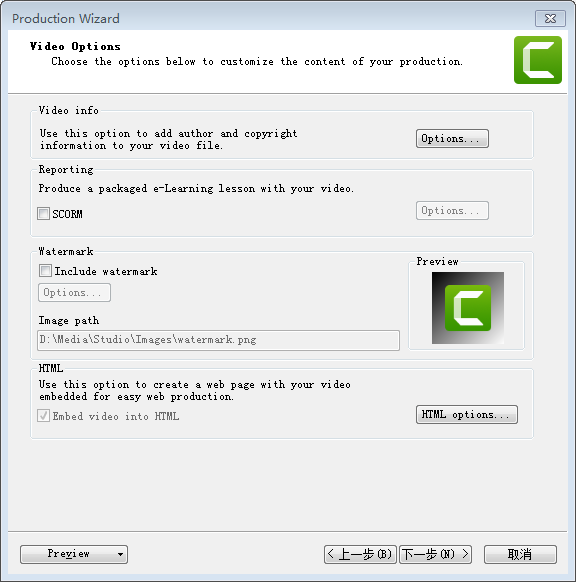 Production Wizard
Video Options
Choose the options below to customize the content of your production.
Video info
Use this option to add author and copyright
information to your video file.
Options...
Reporting
Produce a packaged e-Learning lesson with your video.
SCORM
Options...
Watermark
Include watermark
Options...
Preview
Image path
D:\Media\Studio\Images\watermark.png
HTML
Use this option to create a web page with your video
embedded for easy web production.
Embed video into HTML
HTML options...
Preview
< 上一步(B)
下一步(N) >
取消